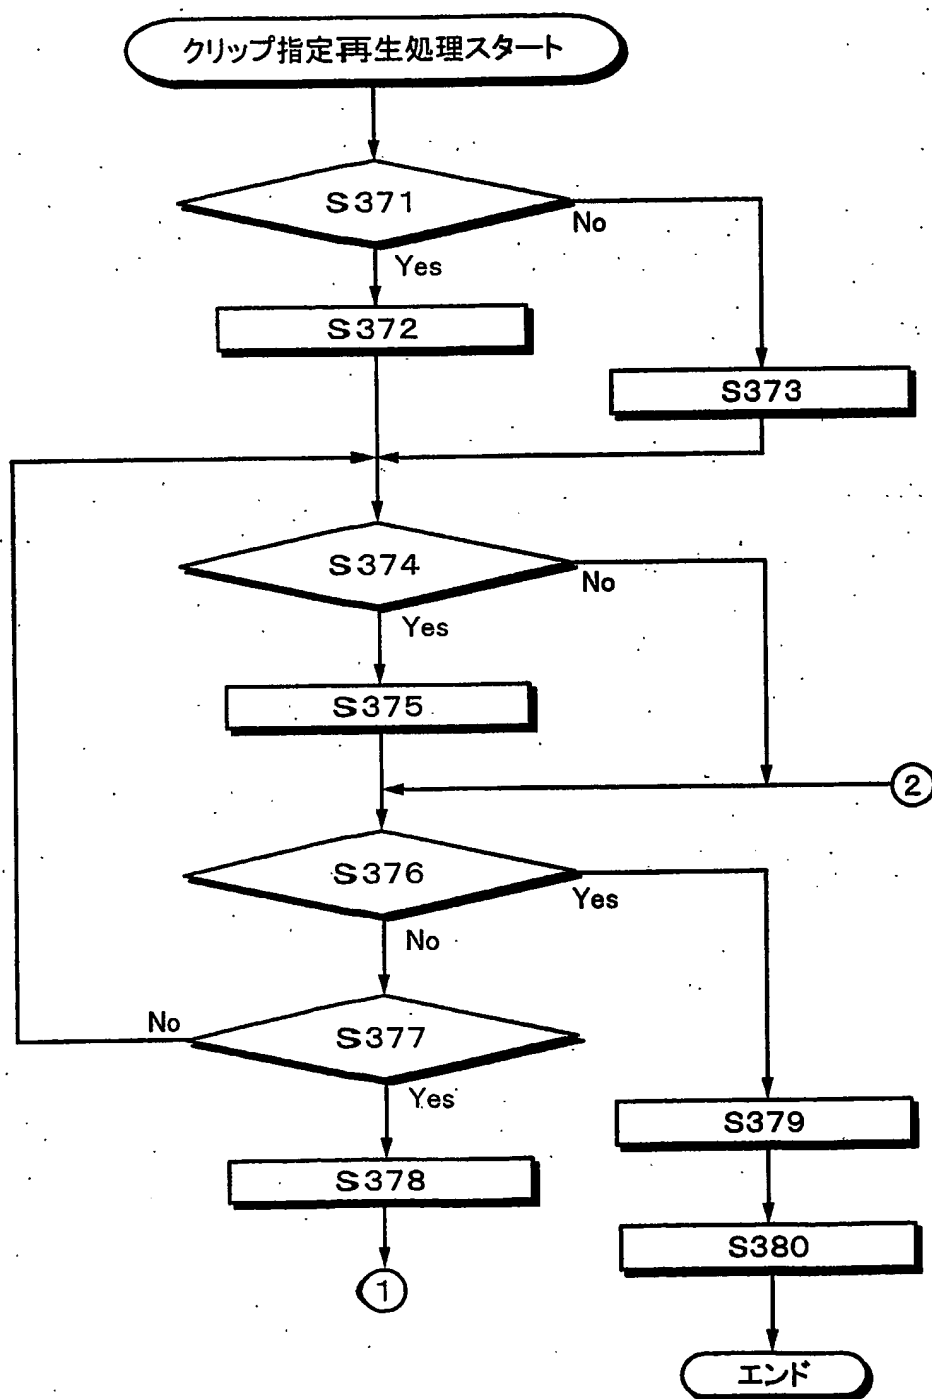 クリップ指定再生処理スタート
S371
No
Yes
S372
S373
S374
No
Yes
S375
2
S376
Yes
No
No
S377
Yes
S379
S378
S380
1
エンド